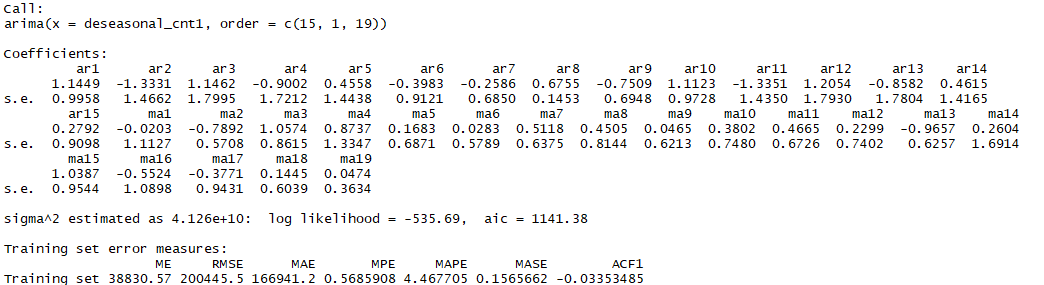 Call:
arima(x = deseasonal_cnt1, order = c(15, 1, 19))
Coefficients:
ar1 ar2 ar3 ar4 ar5 ar6 ar7 ar8 ar9 ar10 ar11 ar12 ar13 ar14
1.1449 -1.3331 1.1462 -0.9002 0.4558 -0.3983 -0.2586 0.6755 -0.7509 1.1123 -1.3351 1.2054 -0.8582 0.4615
s.e. 0.9958 1.4662 1.7995 1.7212 1.4438 0.9121 0.6850 0.1453 0.6948 0.9728 1.4350 1.7930 1.7804 1.4165
ar15 ma1 ma2 ma3 ma4 ma5 ma6 ma7 ma8 ma9 ma10 ma11 ma12 ma13 ma14
0.2792 -0.0203 -0.7892 1.0574 0.8737 0.1683 0.0283 0.5118 0.4505 0.0465 0.3802 0.4665 0.2299 -0.9657 0.2604
s.e. 0.9098 1.1127 0.5708 0.8615 1.3347 0.6871 0.5789 0.6375 0.8144 0.6213 0.7480 0.6726 0.7402 0.6257 1.6914
ma15 ma16 ma17 ma18 ma19
1.0387 -0.5524 -0.3771 0.1445 0.0474
s.e. 0.9544 1.0898 0.9431 0.6039 0.3634
sigma^2 estimated as 4.126e+10: log likelihood = -535.69, aic = 1141.38
Training set error measures:
ME RMSE MAE MPE MAPE MASE ACF1
Training set 38830.57 200445.5 166941.2 0.5685908 4.467705 0.1565662 -0.03353485